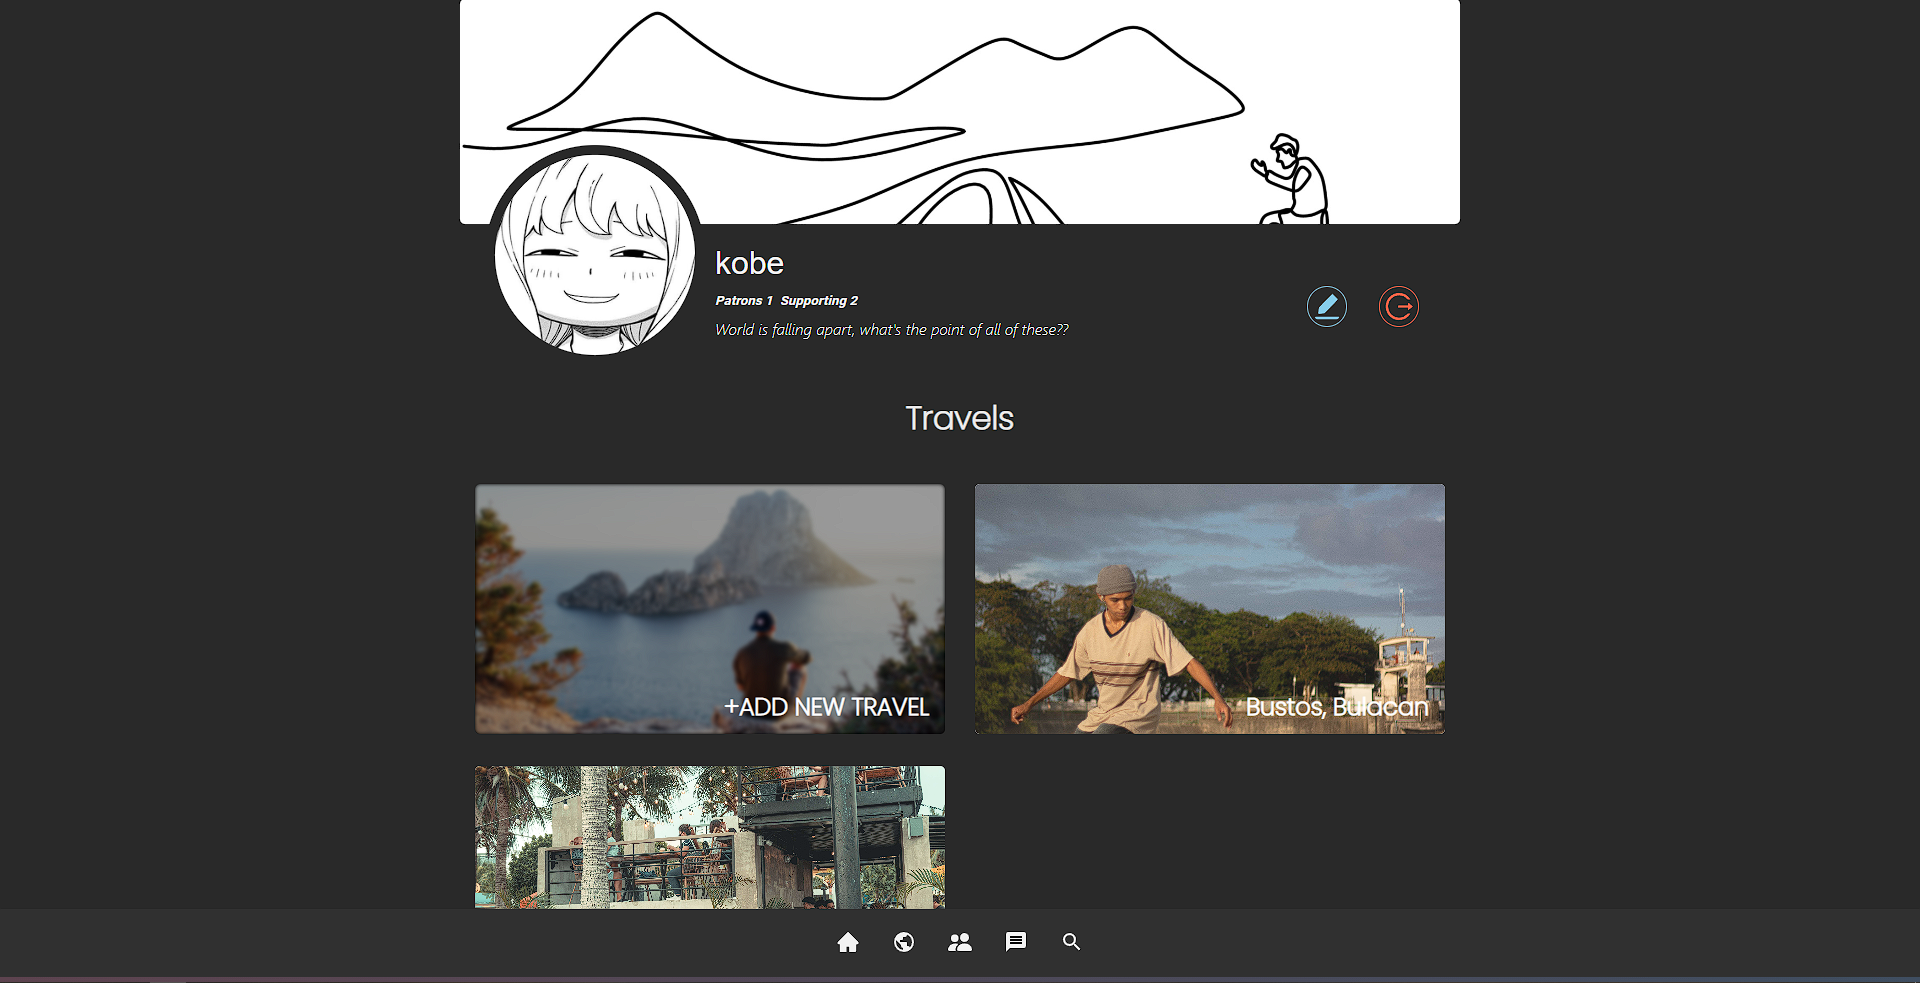 kobe
Patrons 1 Supporting 2
World is falling apart, what's the point of all of these??
Travels
+ADD NEW TRAVEL
Bustos, Bulacan